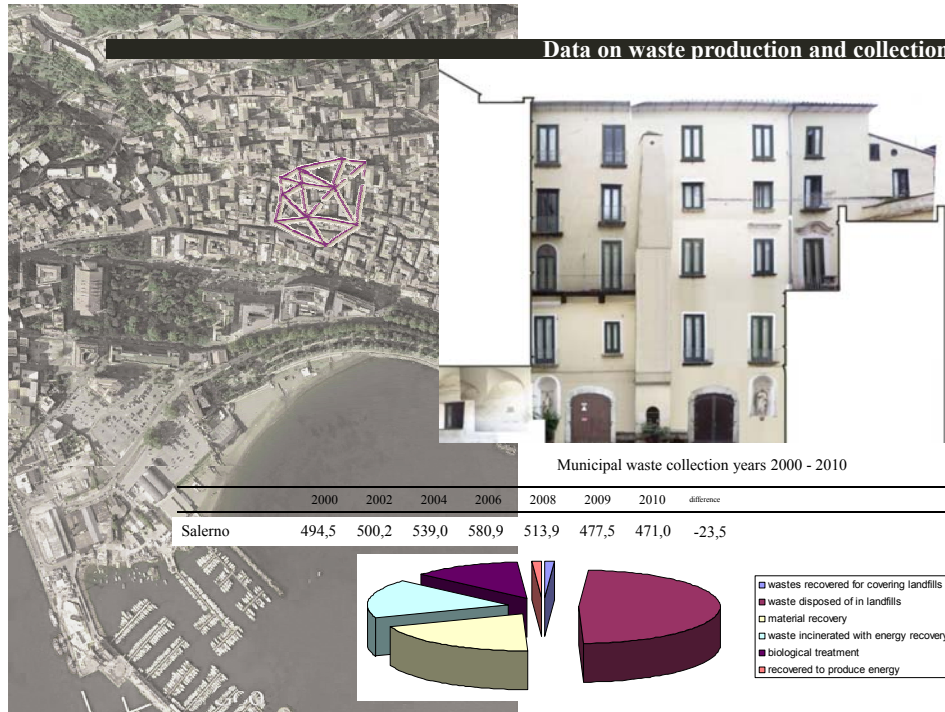 Data on waste production and collection
Municipal waste collection years 2000 - 2010
2000 2002 2004 2006 2008 2009 2010 difference
Salerno 494,5 500,2 539,0 580,9 513,9 477,5 471,0 -23,5
wastes recovered for covering landfills
waste disposed of in landfills
material recovery
waste incinerated with energy recovery
biological treatment
recovered to produce energy